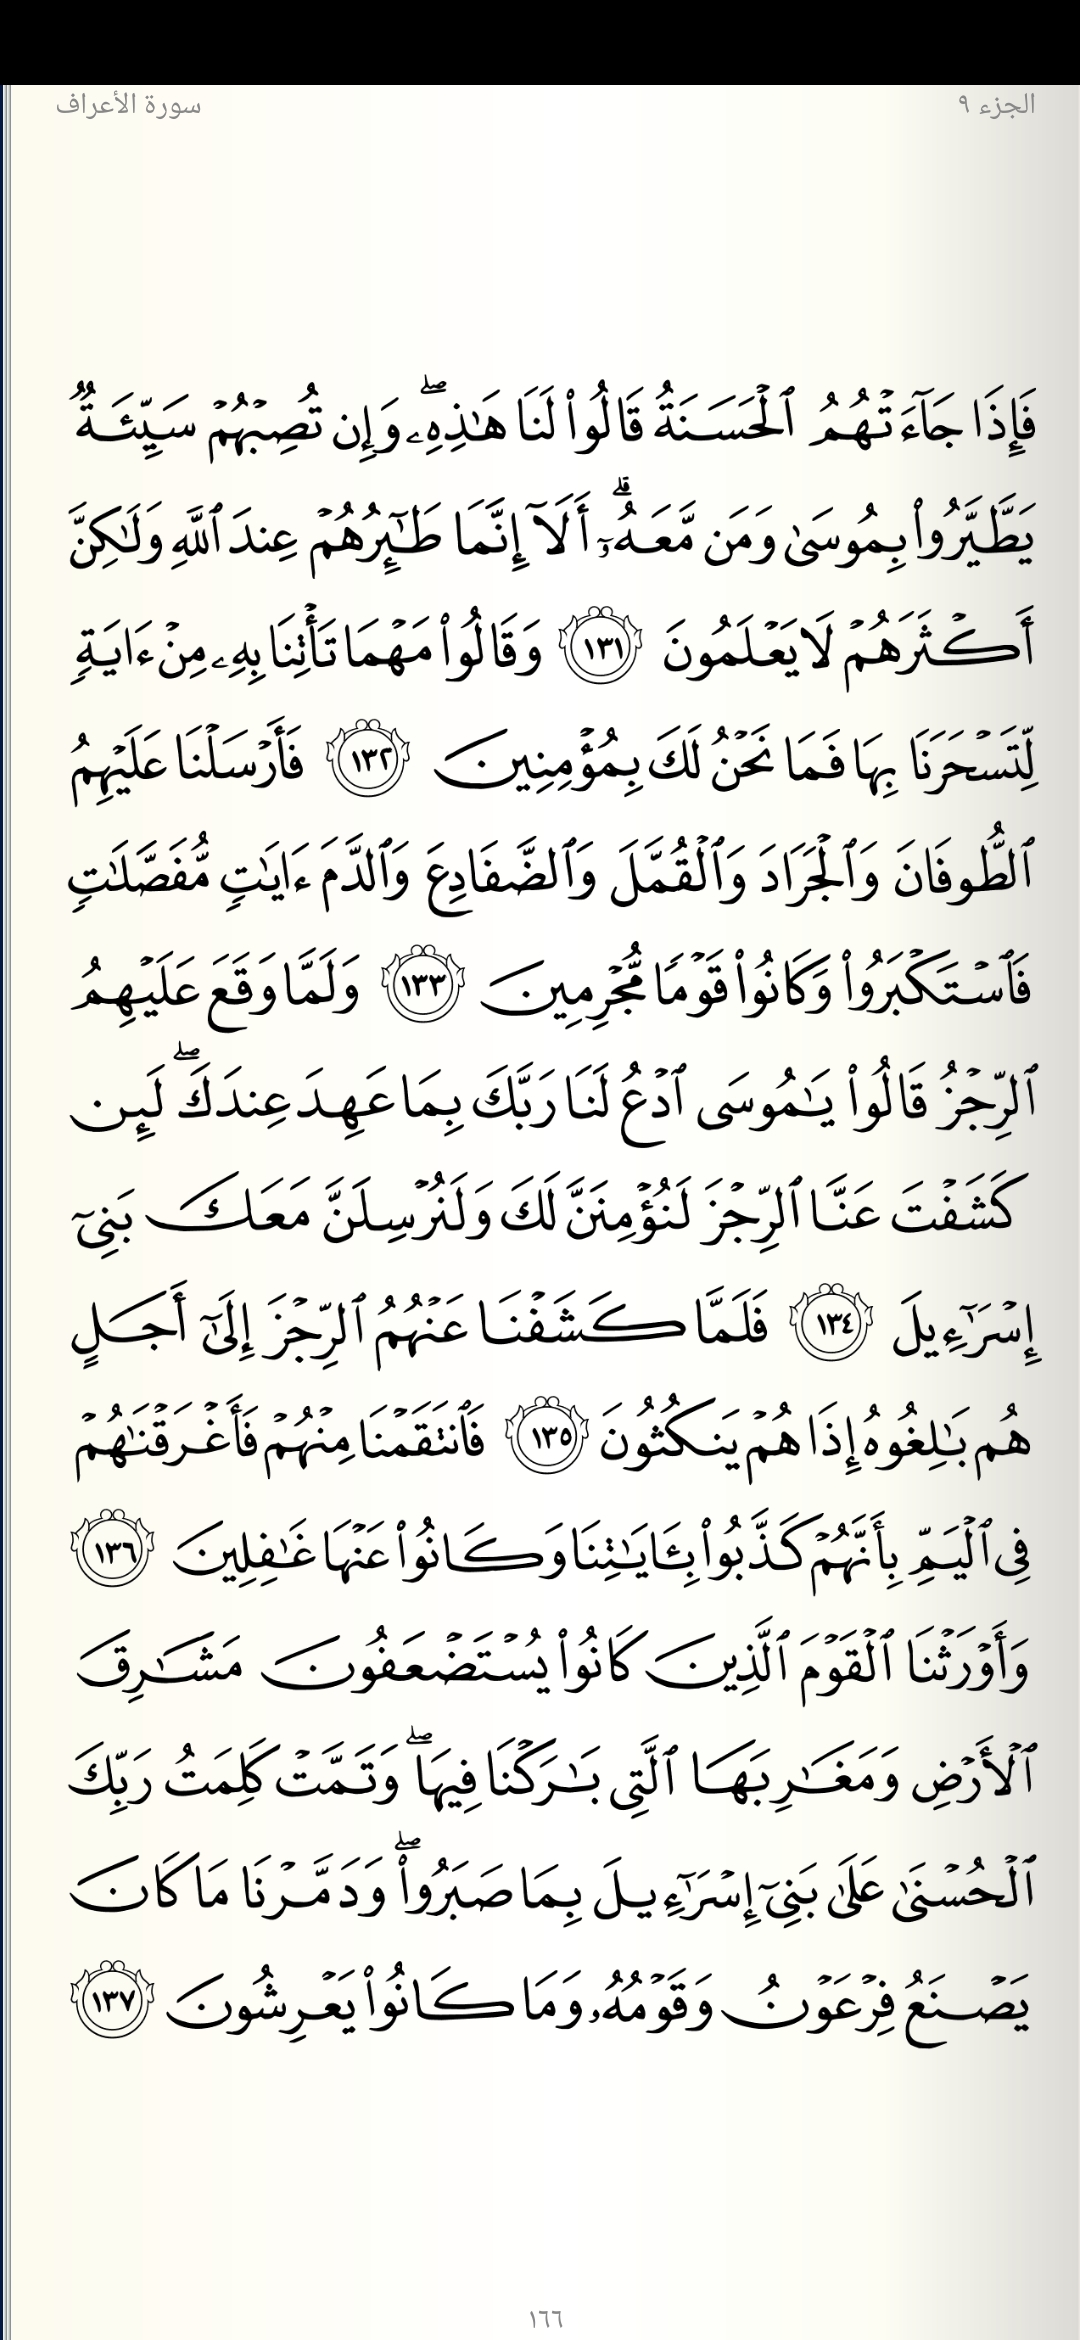 الجزء ٩
سورة الأعراف
فَإِذَا جَآءَتْهُمُ ٱلْحَسَنَةُ قَالُوا۟ لَنَا هَـٰذِهِۦ ۖ وَإِن تُصِبْهُمْ سَيِّئَةٌ
يَطَّيَّرُوا۟ بِمُوسَىٰ وَمَن مَّعَهُۥٓ ۗ أَلَآ إِنَّمَا طَـٰٓئِرُهُمْ عِندَ ٱللَّهِ وَلَـٰكِنَّ
أَكْثَرَهُمْ لَا يَعْلَمُونَ ١٣١ وَقَالُوا۟ مَهْمَا تَأْتِنَا بِهِۦ مِنْ ءَايَةٍ
لِّتَسْحَرَنَا بِهَا فَمَا نَحْنُ لَكَ بِمُؤْمِنِينَ ١٣٢ فَأَرْسَلْنَا عَلَيْهِمُ
ٱلطُّوفَانَ وَٱلْجَرَادَ وَٱلْقُمَّلَ وَٱلضَّفَادِعَ وَٱلدَّمَ ءَايَـٰتٍ مُّفَصَّلَـٰتٍ
فَٱسْتَكْبَرُوا۟ وَكَانُوا۟ قَوْمًا مُّجْرِمِينَ ١٣٣ وَلَمَّا وَقَعَ عَلَيْهِمُ
ٱلرِّجْزُ قَالُوا۟ يَـٰمُوسَى ٱدْعُ لَنَا رَبَّكَ بِمَا عَهِدَ عِندَكَ ۖ لَئِن
كَشَفْتَ عَنَّا ٱلرِّجْزَ لَنُؤْمِنَنَّ لَكَ وَلَنُرْسِلَنَّ مَعَكَ بَنِىٓ
إِسْرَٰٓءِيلَ ١٣٤ فَلَمَّا كَشَفْنَا عَنْهُمُ ٱلرِّجْزَ إِلَىٰٓ أَجَلٍ
هُم بَـٰلِغُوهُ إِذَا هُمْ يَنكُثُونَ ١٣٥ فَٱنتَقَمْنَا مِنْهُمْ فَأَغْرَقْنَـٰهُمْ
فِى ٱلْيَمِّ بِأَنَّهُمْ كَذَّبُوا۟ بِـَٔايَـٰتِنَا وَكَانُوا۟ عَنْهَا غَـٰفِلِينَ ١٣٦
وَأَوْرَثْنَا ٱلْقَوْمَ ٱلَّذِينَ كَانُوا۟ يُسْتَضْعَفُونَ مَشَـٰرِقَ
ٱلْأَرْضِ وَمَغَـٰرِبَهَا ٱلَّتِى بَـٰرَكْنَا فِيهَا ۖ وَتَمَّتْ كَلِمَتُ رَبِّكَ
ٱلْحُسْنَىٰ عَلَىٰ بَنِىٓ إِسْرَٰٓءِيلَ بِمَا صَبَرُوا۟ ۖ وَدَمَّرْنَا مَا كَانَ
يَصْنَعُ فِرْعَوْنُ وَقَوْمُهُۥ وَمَا كَانُوا۟ يَعْرِشُونَ ١٣٧
١٦٦